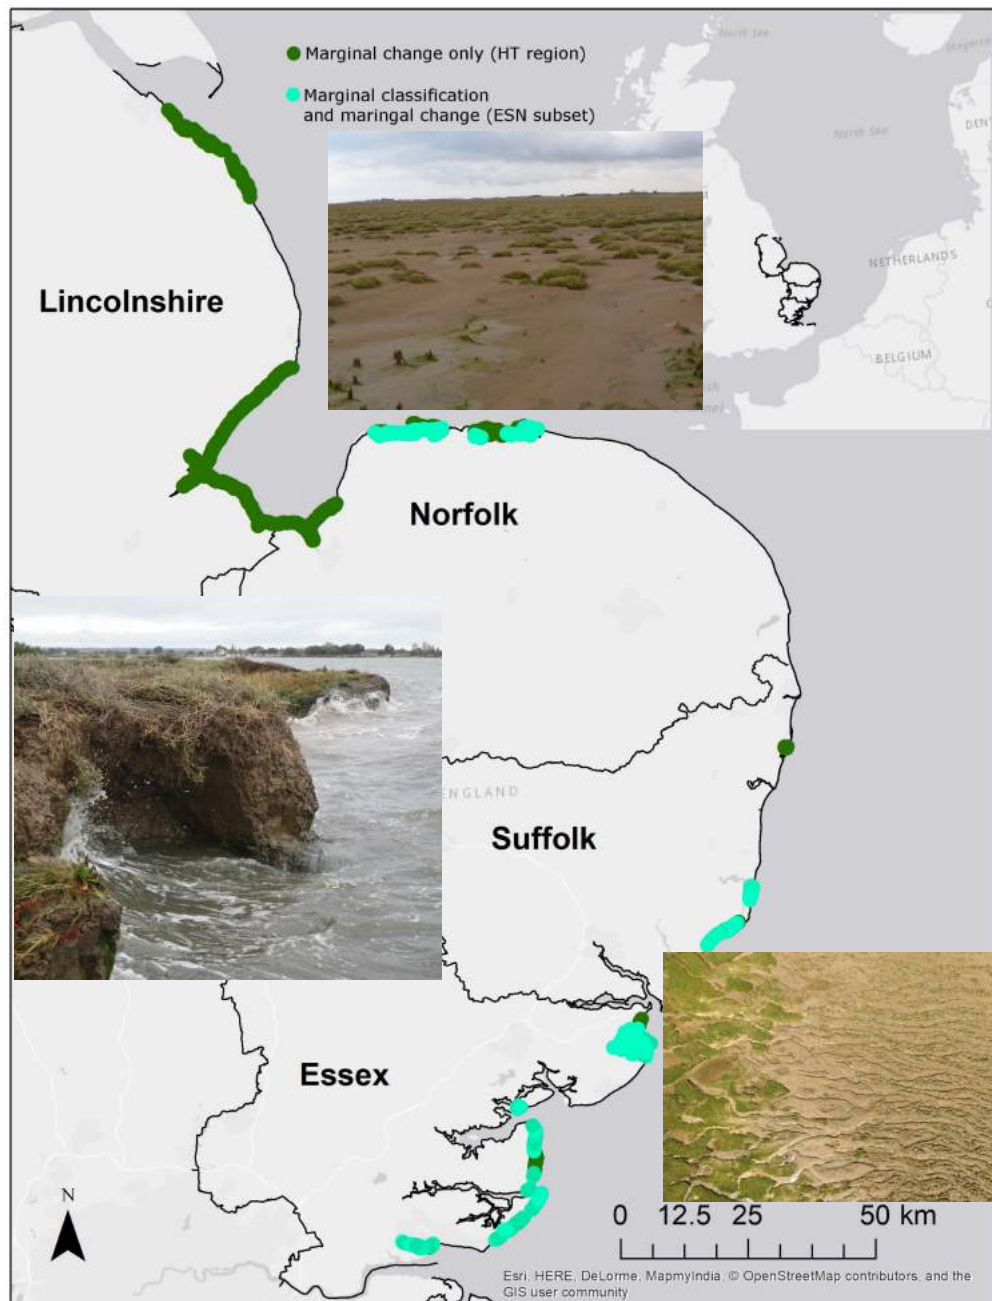 Marginal change only (HT region)
Marginal classification
and maringal change (ESN subset)
North Sea
North Sea
NETHERLANDS
BELGIUM
Lincolnshire
Norfolk
ENGLAND
Suffolk
Essex
N
0 12.5 25 50 km
Esri, HERE, DeLorme, MapmyIndia, © OpenStreetMap contributors, and the
GIS user community